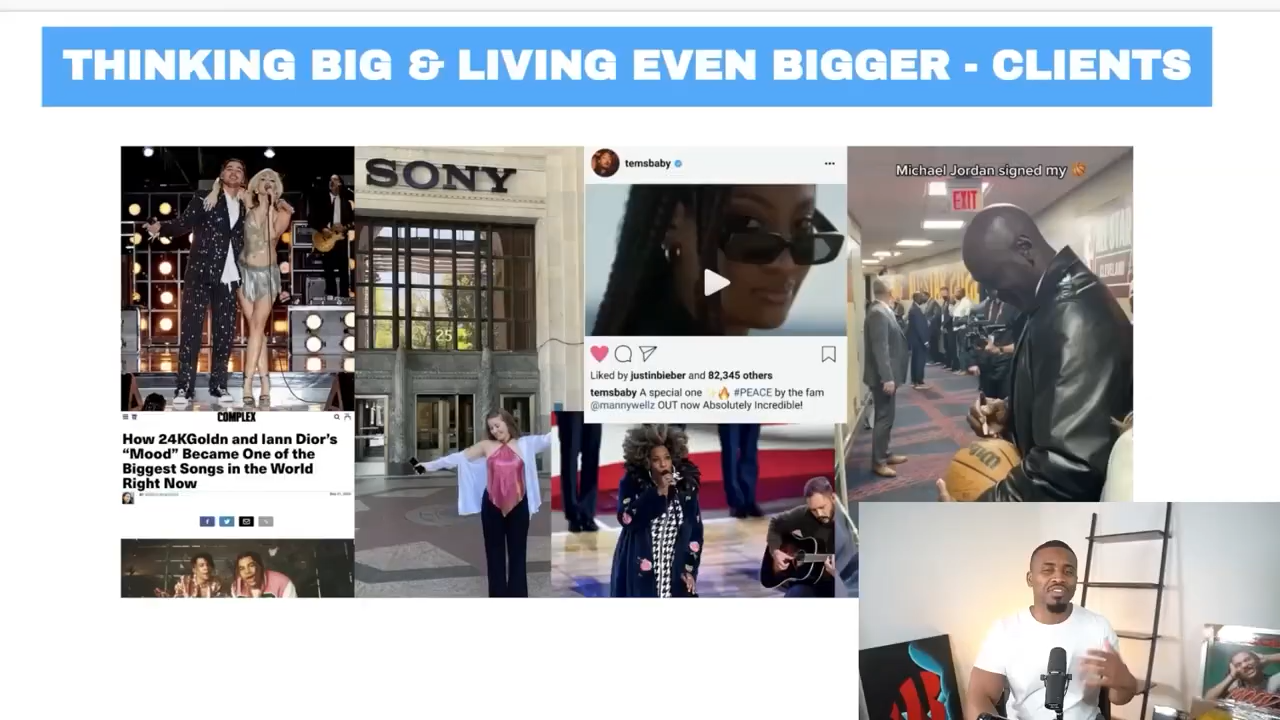 THINKING BIG & LIVING EVEN BIGGER - CLIENTS
COMPLEX
How 24KGoldn and Iann Dior's
"Mood" Became One of the
Biggest Songs in the World
Right Now
SONY
25
temsbaby
Liked by justinbieber and 82,345 others
temsbaby A special one ✨🔥 #PEACE by the fam
@mannywellz OUT now Absolutely Incredible!
Michael Jordan signed my 🏀
EXIT